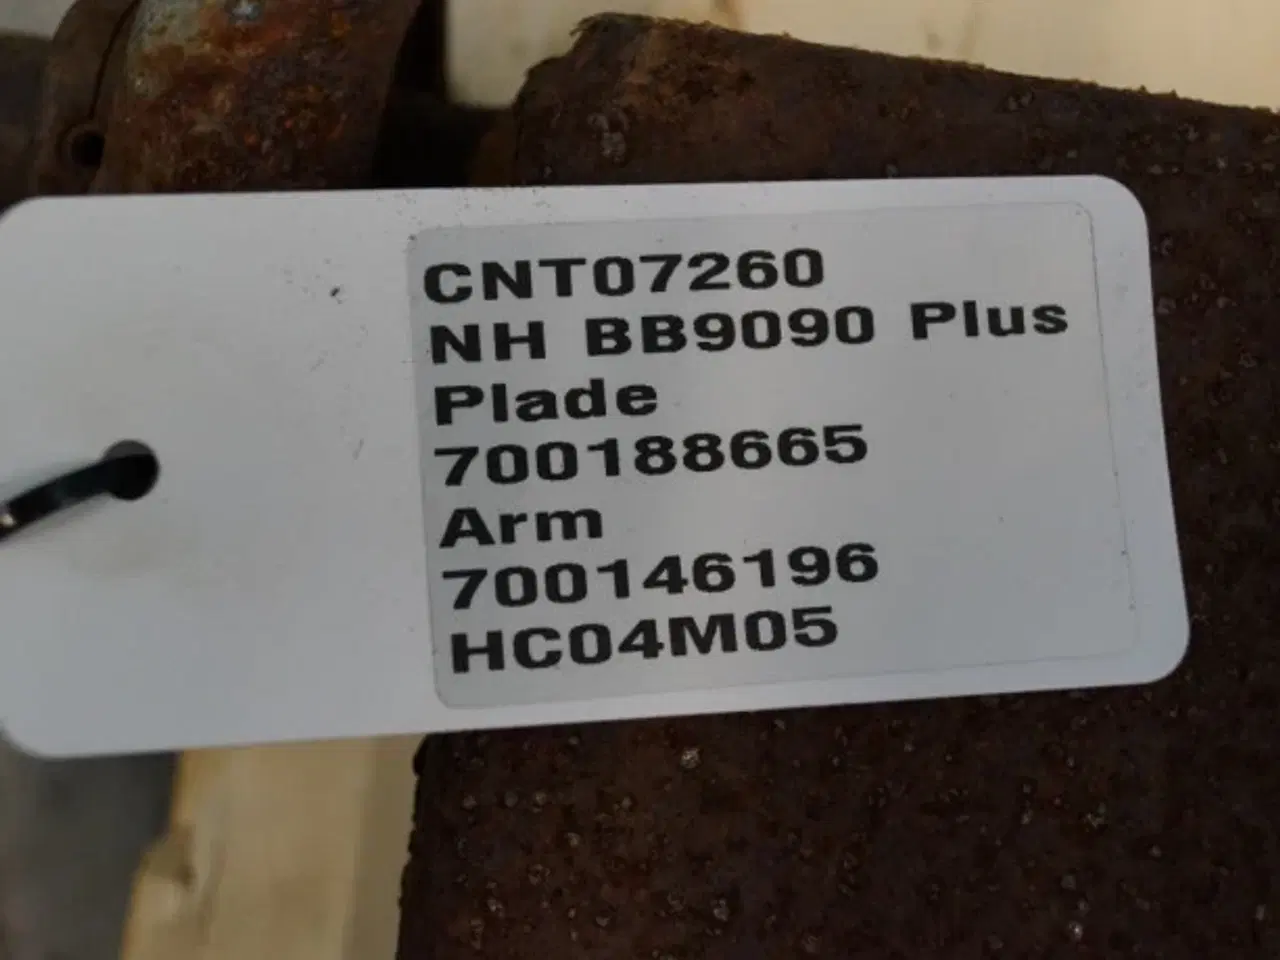 CNT07260
NH BB9090 Plus
Plade
700188665
Arm
700146196
HC04M05